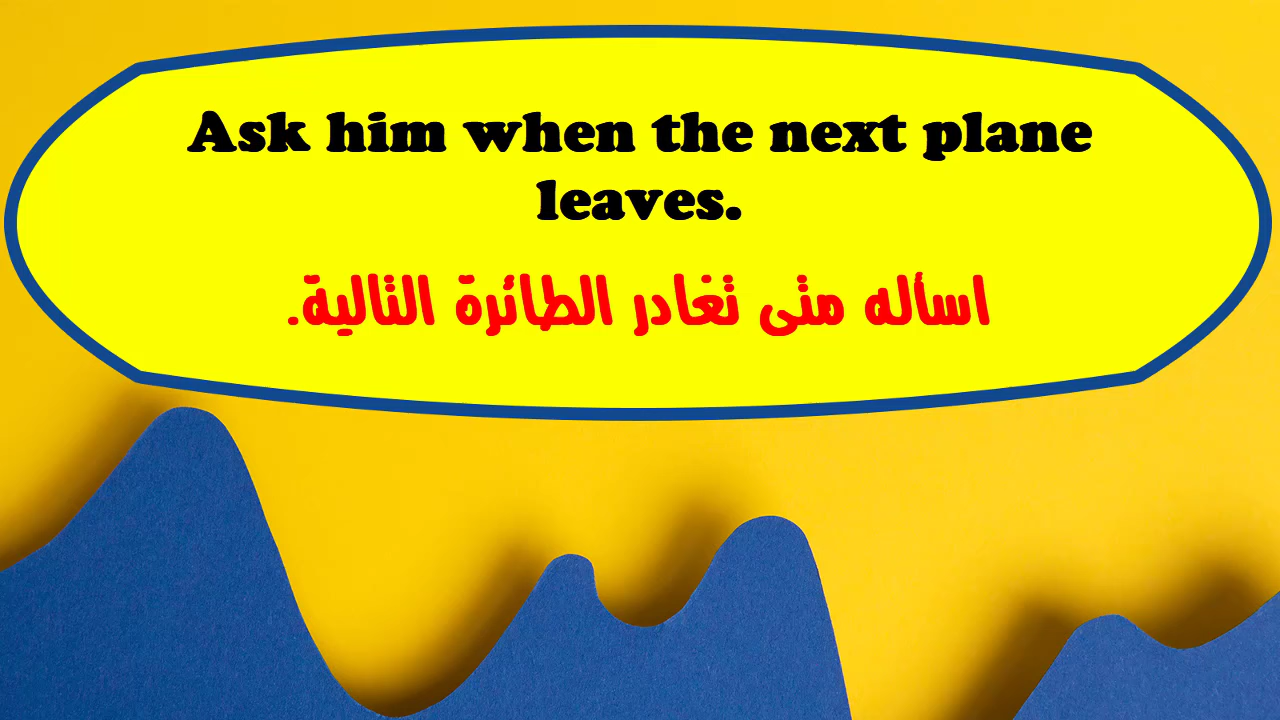 Ask him when the next plane
leaves.
اسأله متى تغادر الطائرة التالية.